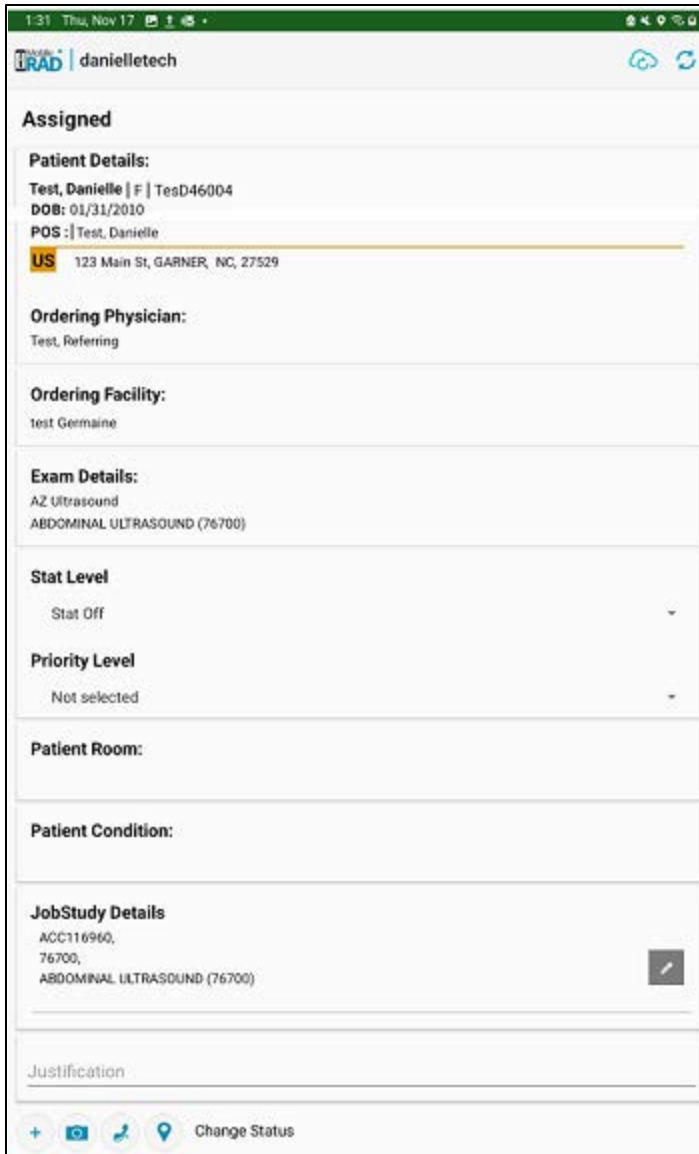 1:31 Thu, Nov 17
Mobile RAD | danielletech
Assigned
Patient Details:
Test, Danielle | F | TesD46004
DOB: 01/31/2010
POS :| Test, Danielle
US 123 Main St, GARNER, NC, 27529
Ordering Physician:
Test, Referring
Ordering Facility:
test Germaine
Exam Details:
AZ Ultrasound
ABDOMINAL ULTRASOUND (76700)
Stat Level
Stat Off
Priority Level
Not selected
Patient Room:
Patient Condition:
JobStudy Details
ACC116960,
76700,
ABDOMINAL ULTRASOUND (76700)
Justification
Change Status